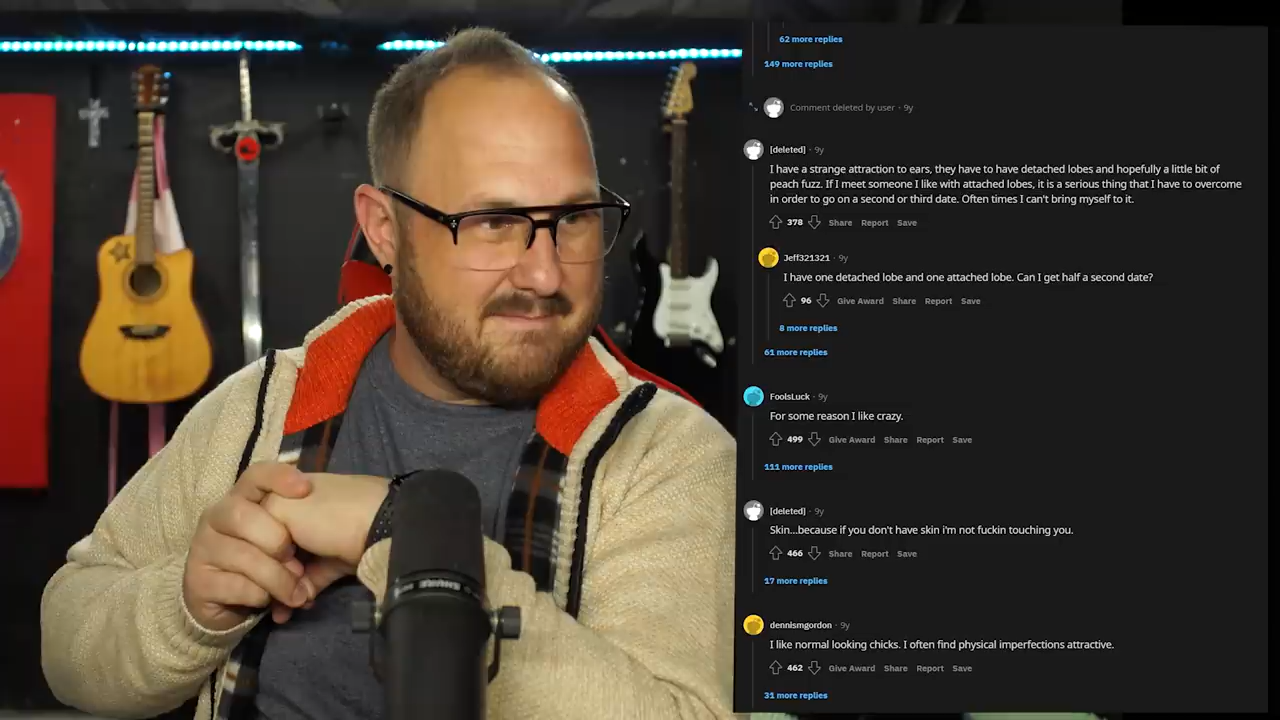 62 more replies
149 more replies
Comment deleted by user · 9y
[deleted] · 9y
I have a strange attraction to ears, they have to have detached lobes and hopefully a little bit of
peach fuzz. If I meet someone I like with attached lobes, it is a serious thing that I have to overcome
in order to go on a second or third date. Often times I can't bring myself to it.
378 Share Report Save
Jeff321321 · 9y
I have one detached lobe and one attached lobe. Can I get half a second date?
96 Give Award Share Report Save
8 more replies
61 more replies
FoolsLuck · 9y
For some reason I like crazy.
499 Give Award Share Report Save
111 more replies
[deleted] · 9y
Skin...because if you don't have skin i'm not fuckin touching you.
466 Share Report Save
17 more replies
dennismgordon · 9y
I like normal looking chicks. I often find physical imperfections attractive.
462 Give Award Share Report Save
31 more replies